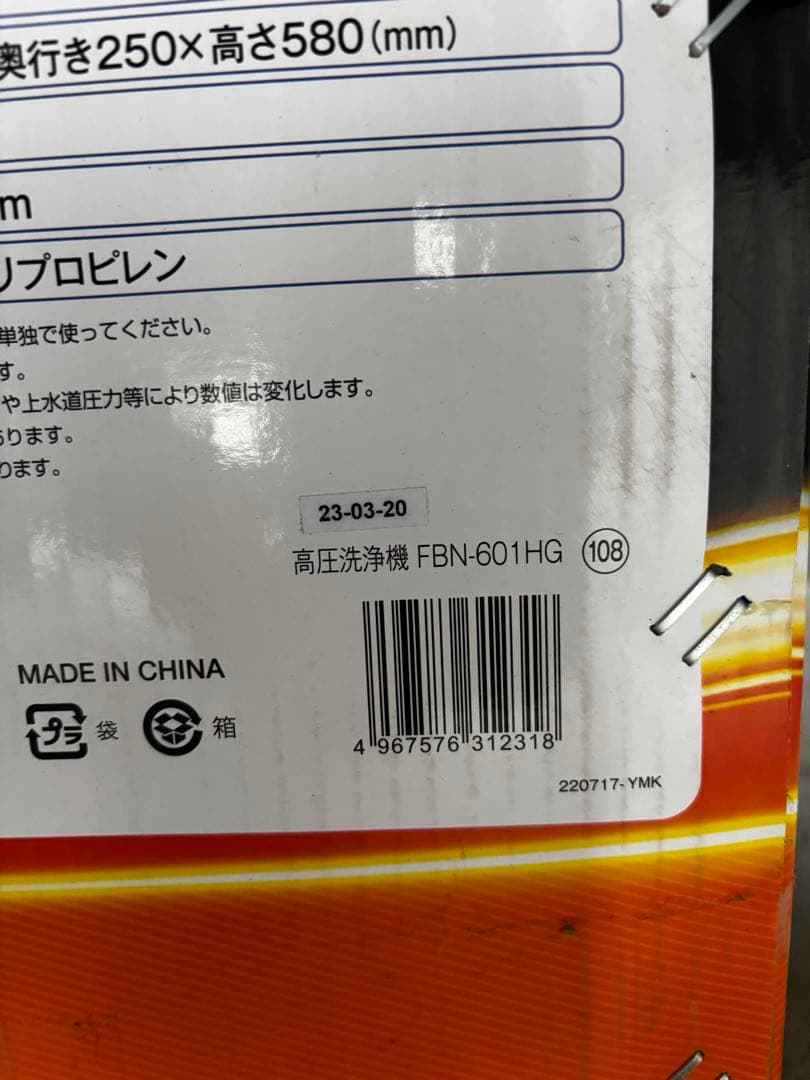 奥行き250×高さ580(mm)
m
リプロピレン
単独で使ってください。
す。
や上水道圧力等により数値は変化します。
あります。
ります。
23-03-20
高圧洗浄機 FBN-601HG 108
MADE IN CHINA
プラ 袋 箱
4 967576 312318
220717-YMK